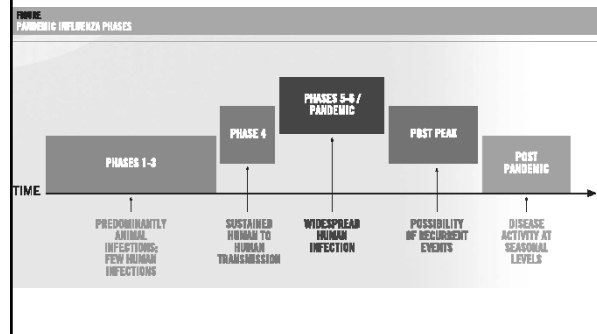 FIGURE
PANDEMIC INFLUENZA PHASES
PHASES 1-3
PHASE 4
PHASES 5-6 /
PANDEMIC
POST PEAK
POST
PANDEMIC
TIME
PREDOMINANTLY
ANIMAL
INFECTIONS;
FEW HUMAN
INFECTIONS
SUSTAINED
HUMAN TO
HUMAN
TRANSMISSION
WIDESPREAD
HUMAN
INFECTION
POSSIBILITY
OF RECURRENT
EVENTS
DISEASE
ACTIVITY AT
SEASONAL
LEVELS